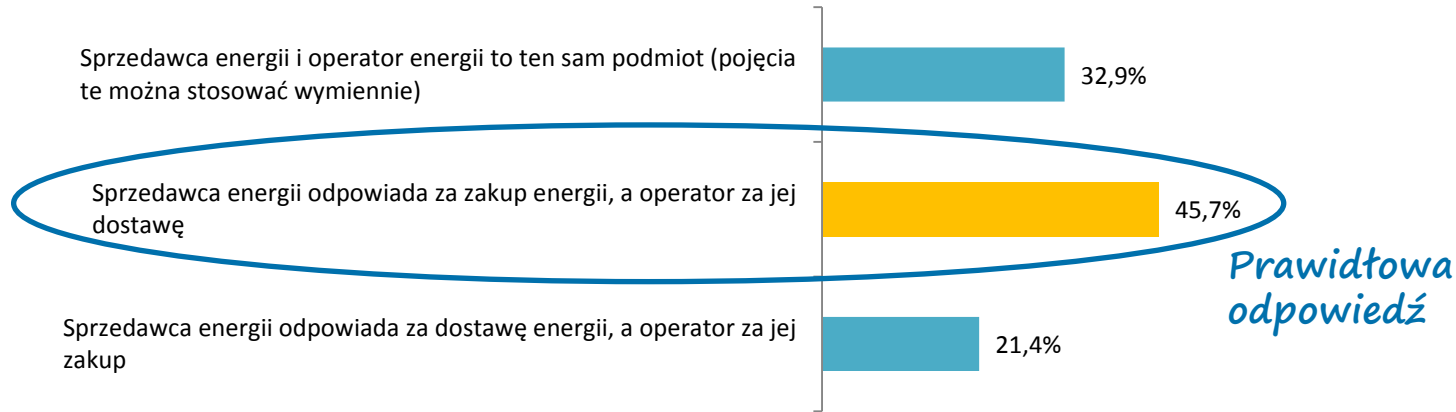 Sprzedawca energii i operator energii to ten sam podmiot (pojęcia
te można stosować wymiennie)
32,9%
Sprzedawca energii odpowiada za zakup energii, a operator za jej
dostawę
45,7%
Prawidłowa
odpowiedź
Sprzedawca energii odpowiada za dostawę energii, a operator za jej
zakup
21,4%